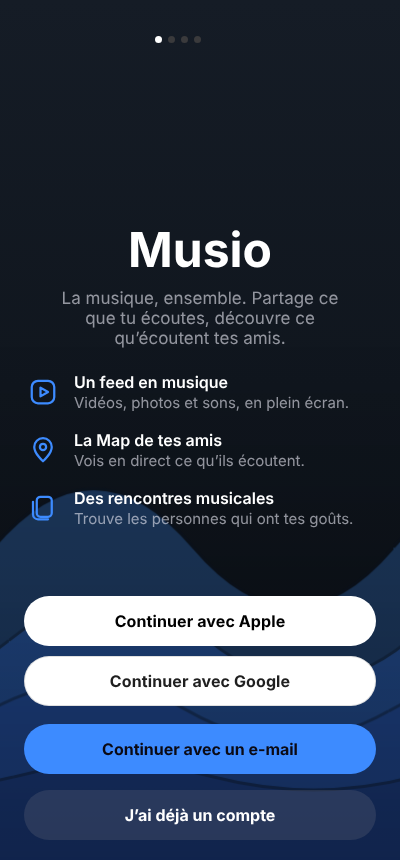 Musio
La musique, ensemble. Partage ce
que tu écoutes, découvre ce
qu’écoutent tes amis.
Un feed en musique
Vidéos, photos et sons, en plein écran.
La Map de tes amis
Vois en direct ce qu’ils écoutent.
Des rencontres musicales
Trouve les personnes qui ont tes goûts.
Continuer avec Apple
Continuer avec Google
Continuer avec un e-mail
J’ai déjà un compte